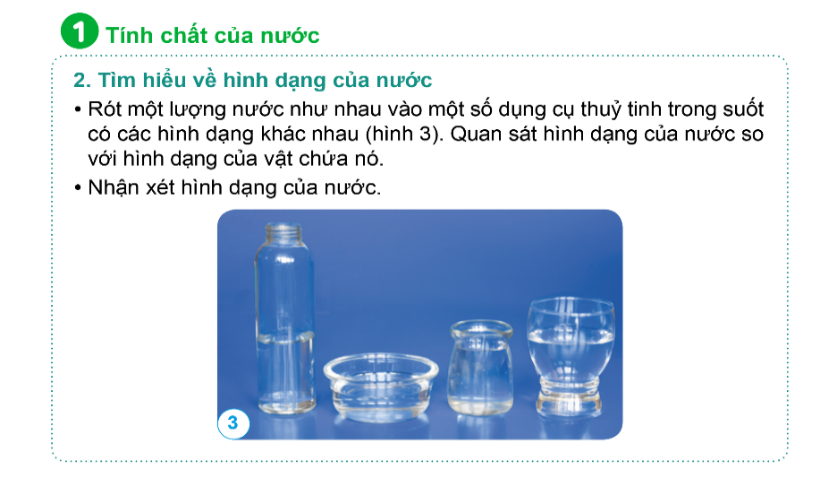 1 Tính chất của nước
2. Tìm hiểu về hình dạng của nước
• Rót một lượng nước như nhau vào một số dụng cụ thuỷ tinh trong suốt
có các hình dạng khác nhau (hình 3). Quan sát hình dạng của nước so
với hình dạng của vật chứa nó.
• Nhận xét hình dạng của nước.
3